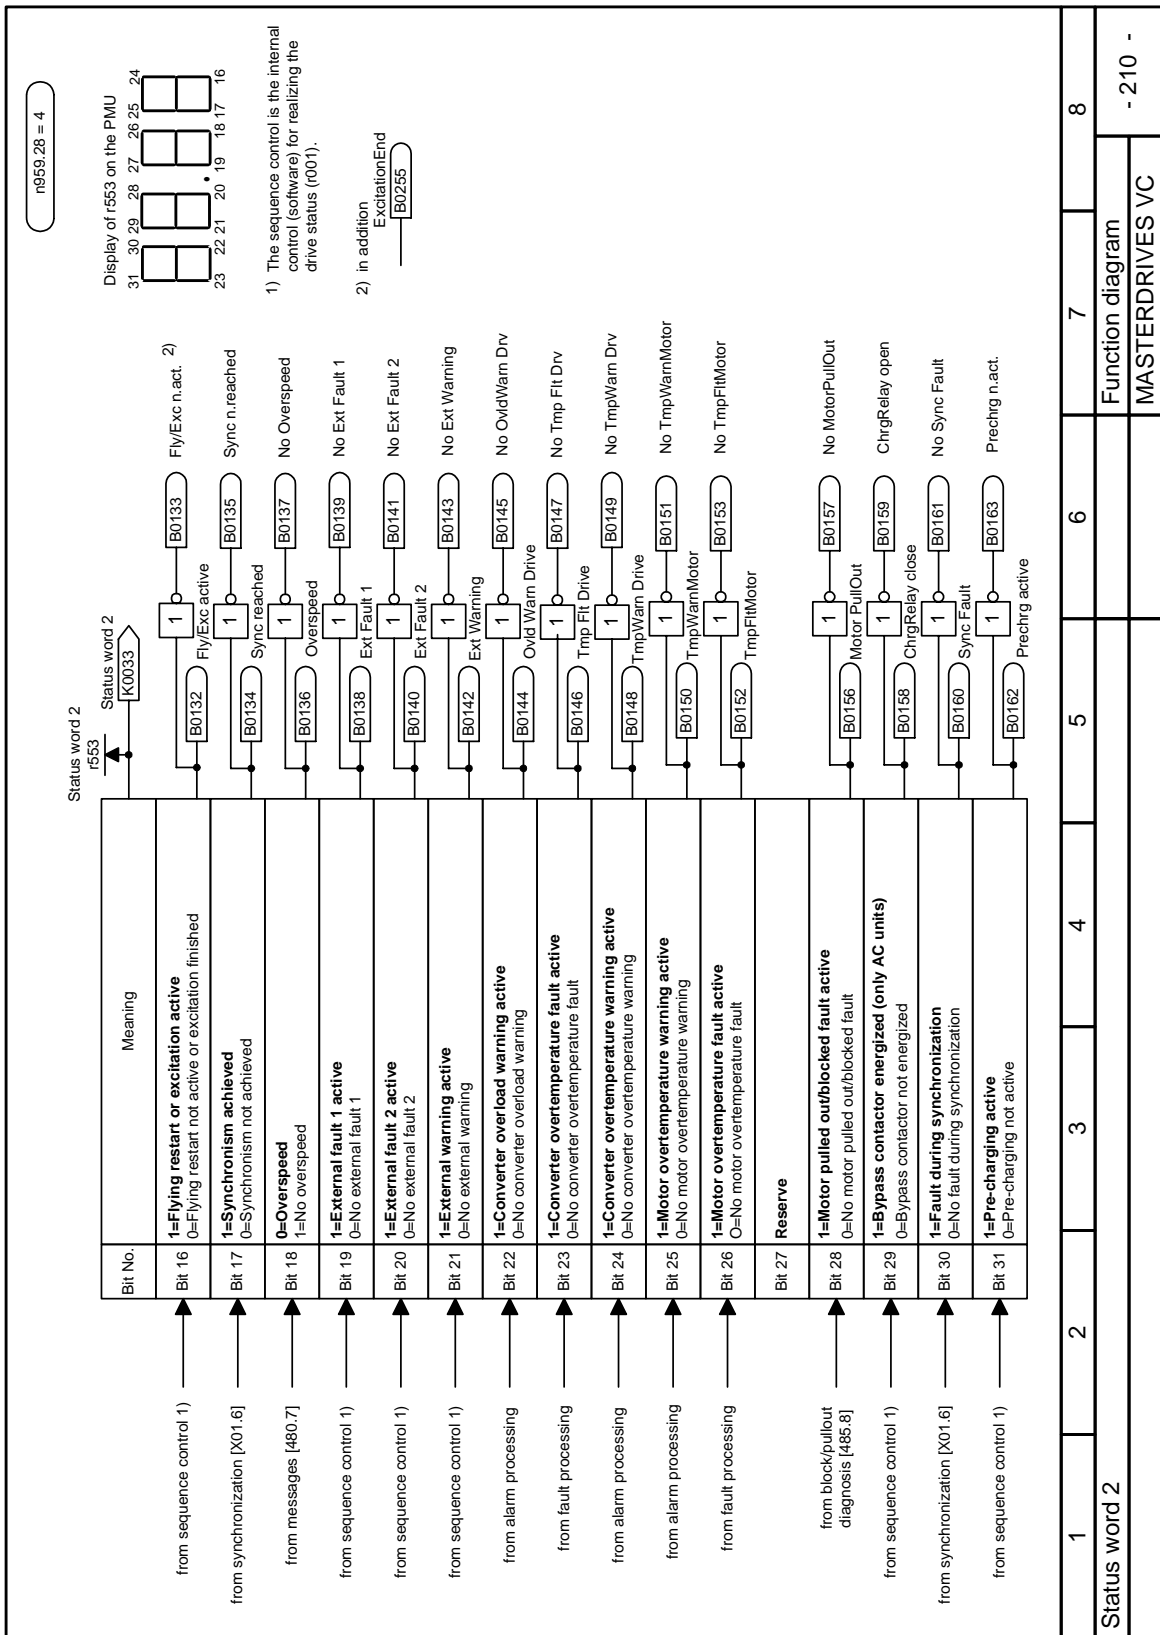 n959.28 = 4
Display of r553 on the PMU
31 30 29 28 27 26 25 24
23 22 21 20 19 18 17 16
1) The sequence control is the internal
control (software) for realizing the
drive status (r001).
2) in addition
ExcitationEnd
B0255
Status word 2
r553
Status word 2
K0033
Bit No. Meaning
from sequence control 1) Bit 16 1=Flying restart or excitation active
0=Flying restart not active or excitation finished
B0132 Fly/Exc active 1 B0133 Fly/Exc n.act. 2)
from synchronization [X01.6] Bit 17 1=Synchronism achieved
0=Synchronism not achieved
B0134 Sync reached 1 B0135 Sync n.reached
from messages [480.7] Bit 18 0=Overspeed
1=No overspeed
B0136 Overspeed 1 B0137 No Overspeed
from sequence control 1) Bit 19 1=External fault 1 active
0=No external fault 1
B0138 Ext Fault 1 1 B0139 No Ext Fault 1
from sequence control 1) Bit 20 1=External fault 2 active
0=No external fault 2
B0140 Ext Fault 2 1 B0141 No Ext Fault 2
from sequence control 1) Bit 21 1=External warning active
0=No external warning
B0142 Ext Warning 1 B0143 No Ext Warning
from alarm processing Bit 22 1=Converter overload warning active
0=No converter overload warning
B0144 Ovld Warn Drive 1 B0145 No OvldWarn Drv
from fault processing Bit 23 1=Converter overtemperature fault active
0=No converter overtemperature fault
B0146 Tmp Flt Drive 1 B0147 No Tmp Flt Drv
from alarm processing Bit 24 1=Converter overtemperature warning active
0=No converter overtemperature warning
B0148 TmpWarn Drive 1 B0149 No TmpWarn Drv
from alarm processing Bit 25 1=Motor overtemperature warning active
0=No motor overtemperature warning
B0150 TmpWarnMotor 1 B0151 No TmpWarnMotor
from fault processing Bit 26 1=Motor overtemperature fault active
O=No motor overtemperature fault
B0152 TmpFltMotor 1 B0153 No TmpFltMotor
Bit 27 Reserve
from block/pullout
diagnosis [485.8]
Bit 28 1=Motor pulled out/blocked fault active
0=No motor pulled out/blocked fault
B0156 Motor PullOut 1 B0157 No MotorPullOut
from sequence control 1) Bit 29 1=Bypass contactor energized (only AC units)
0=Bypass contactor not energized
B0158 ChrgRelay close 1 B0159 ChrgRelay open
from synchronization [X01.6] Bit 30 1=Fault during synchronization
0=No fault during synchronization
B0160 Sync Fault 1 B0161 No Sync Fault
from sequence control 1) Bit 31 1=Pre-charging active
0=Pre-charging not active
B0162 Prechrg active 1 B0163 Prechrg n.act.
1 2 3 4 5 6 7 8
Status word 2 Function diagram - 210 -
MASTERDRIVES VC